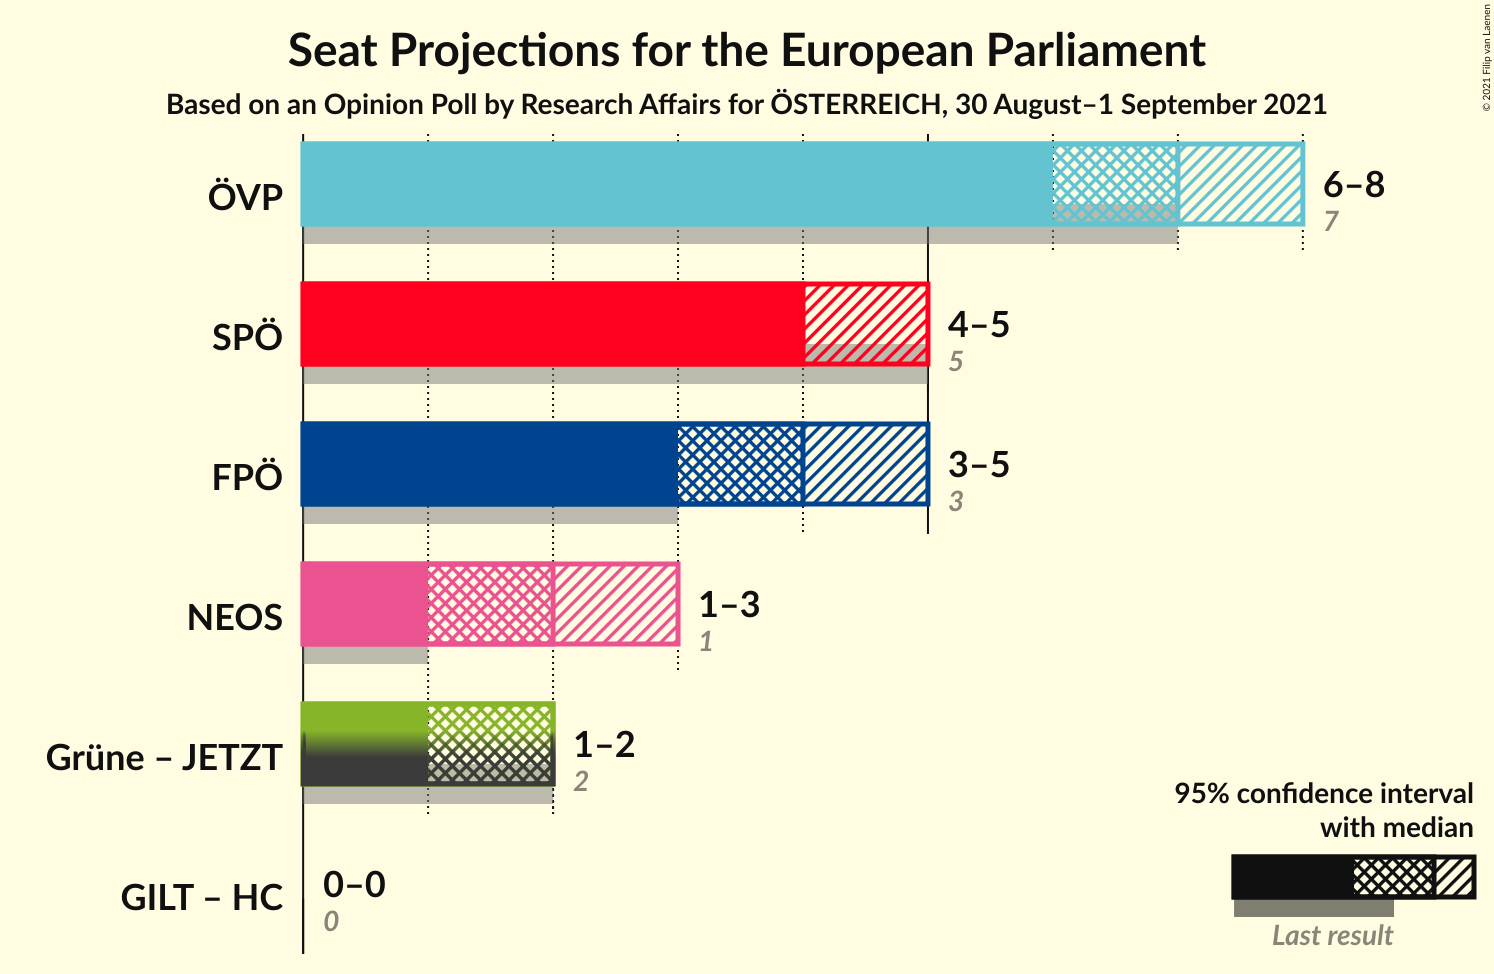 Seat Projections for the European Parliament
Based on an Opinion Poll by Research Affairs for ÖSTERREICH, 30 August–1 September 2021
© 2021 Filip van Laenen
ÖVP
6–8
7
SPÖ
4–5
5
FPÖ
3–5
3
NEOS
1–3
1
Grüne – JETZT
1–2
2
GILT – HC
0–0
0
95% confidence interval
with median
Last result